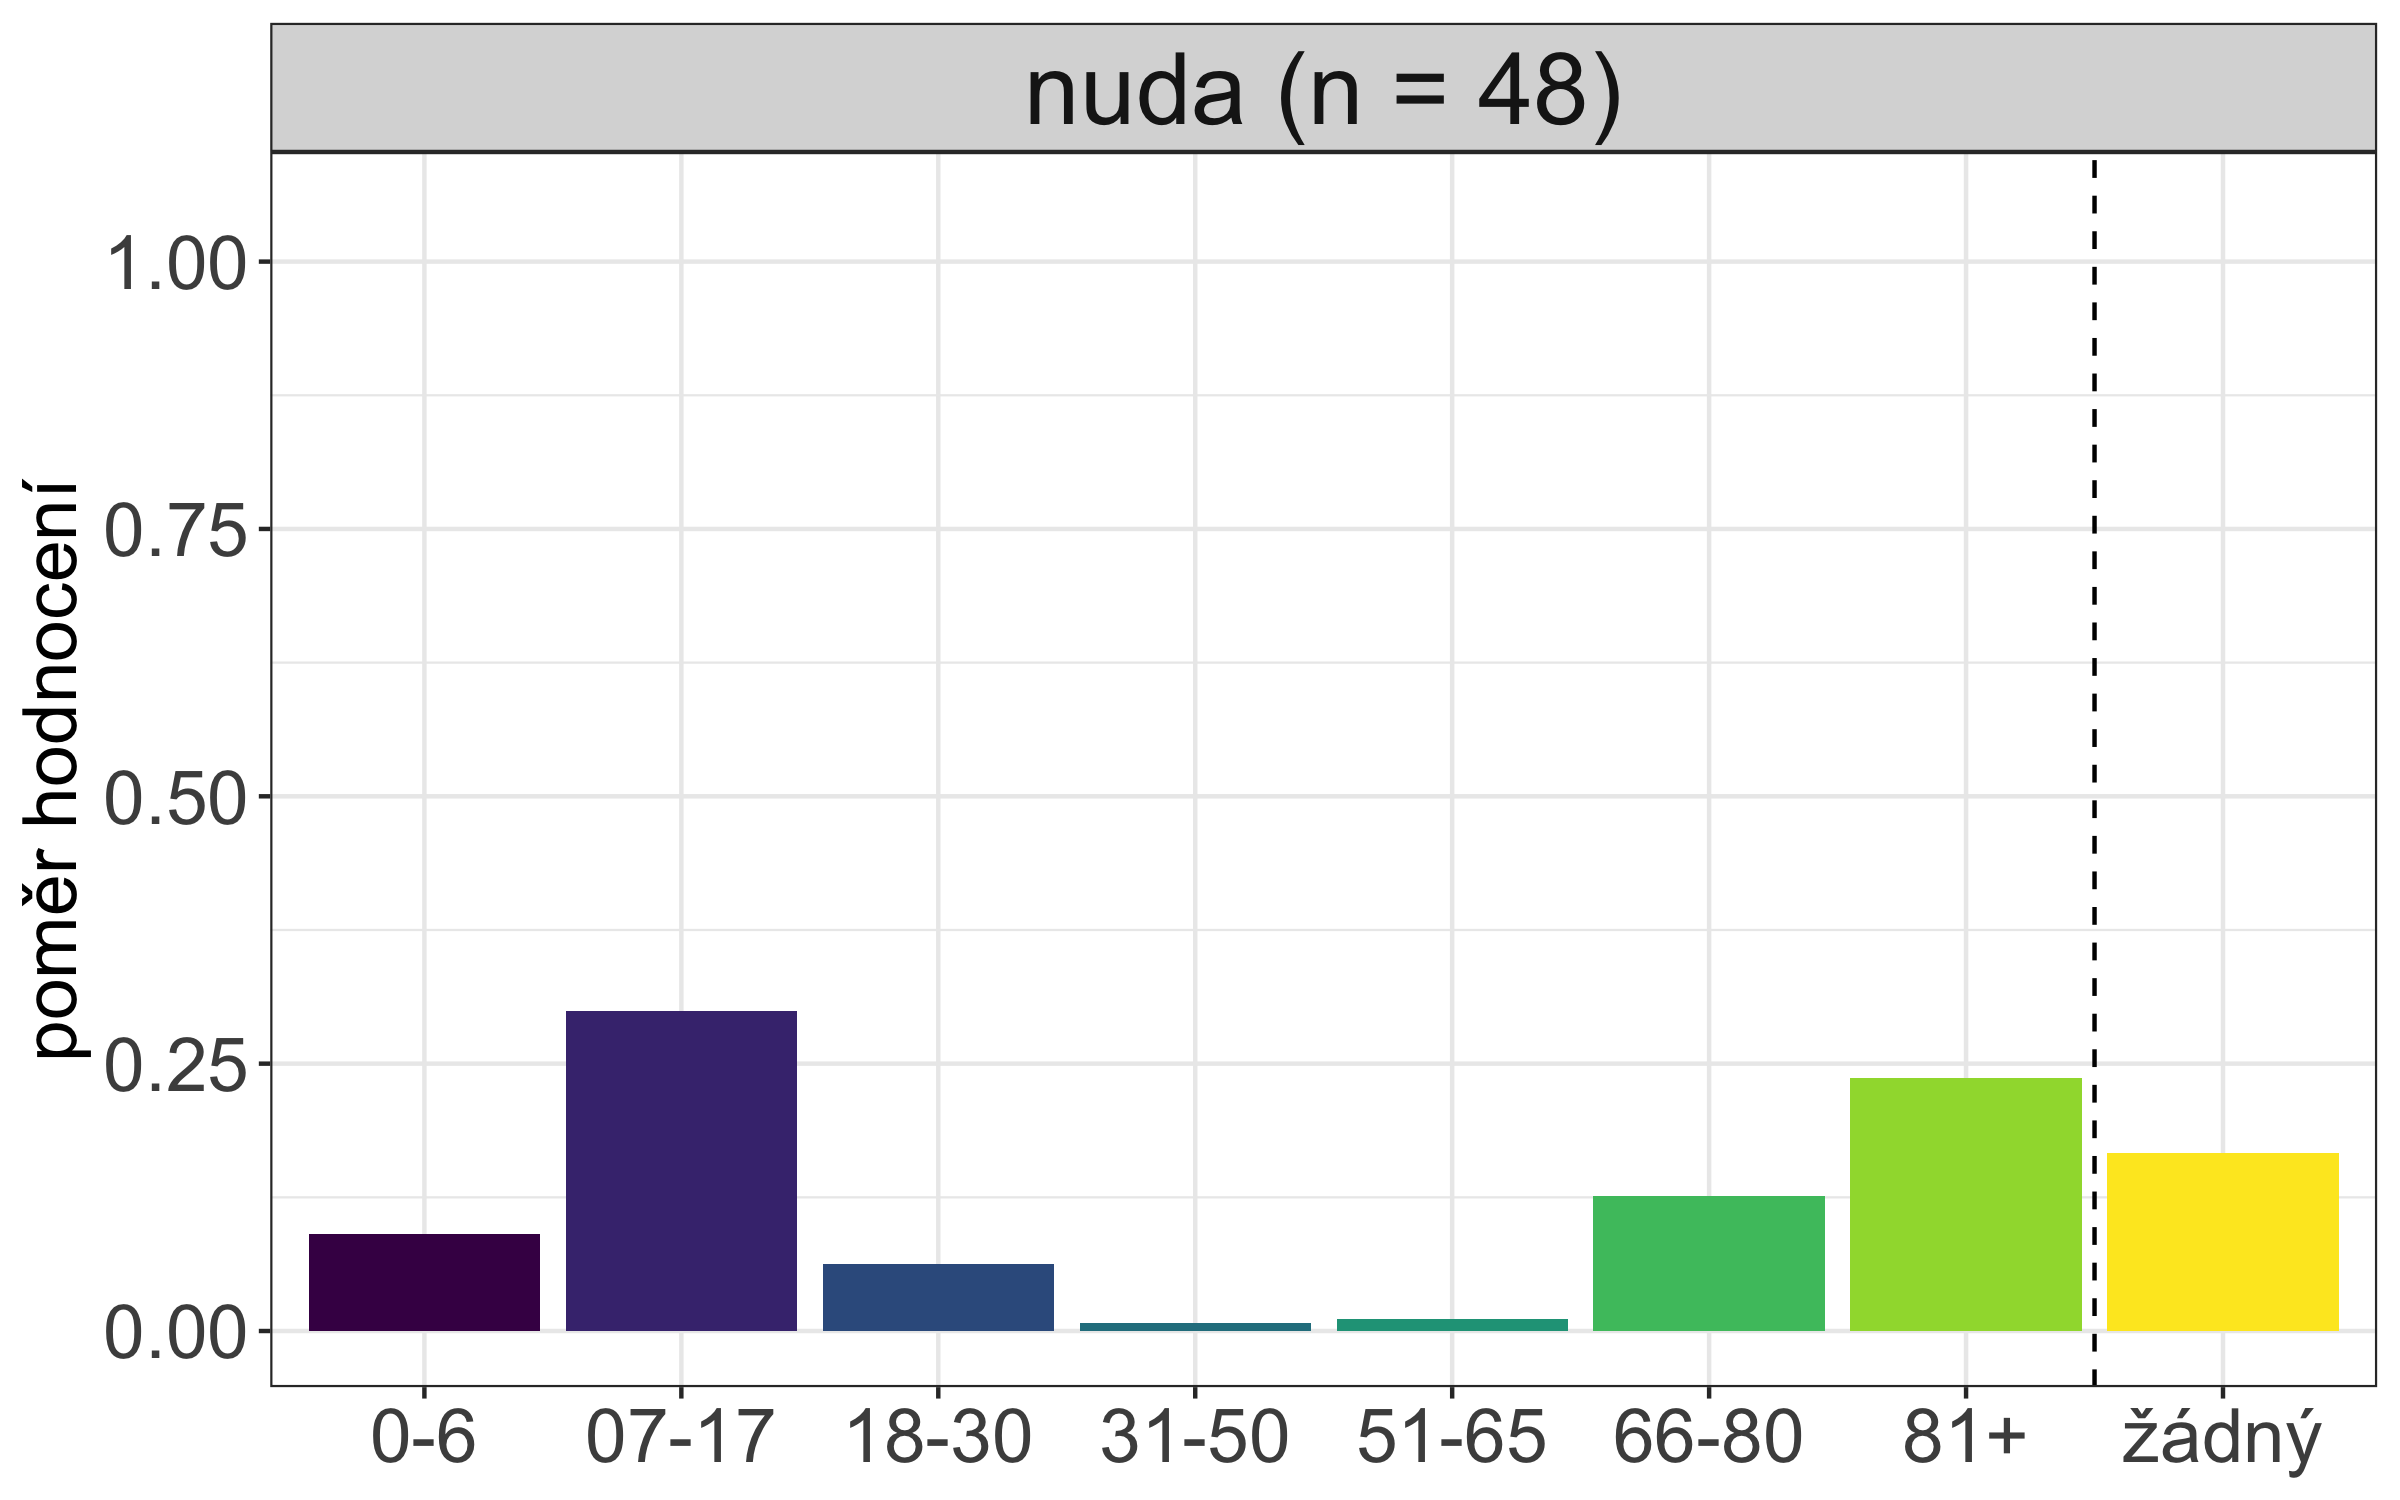 nuda (n = 48)
poměr hodnocení
1.00
0.75
0.50
0.25
0.00
0-6 07-17 18-30 31-50 51-65 66-80 81+ žádný